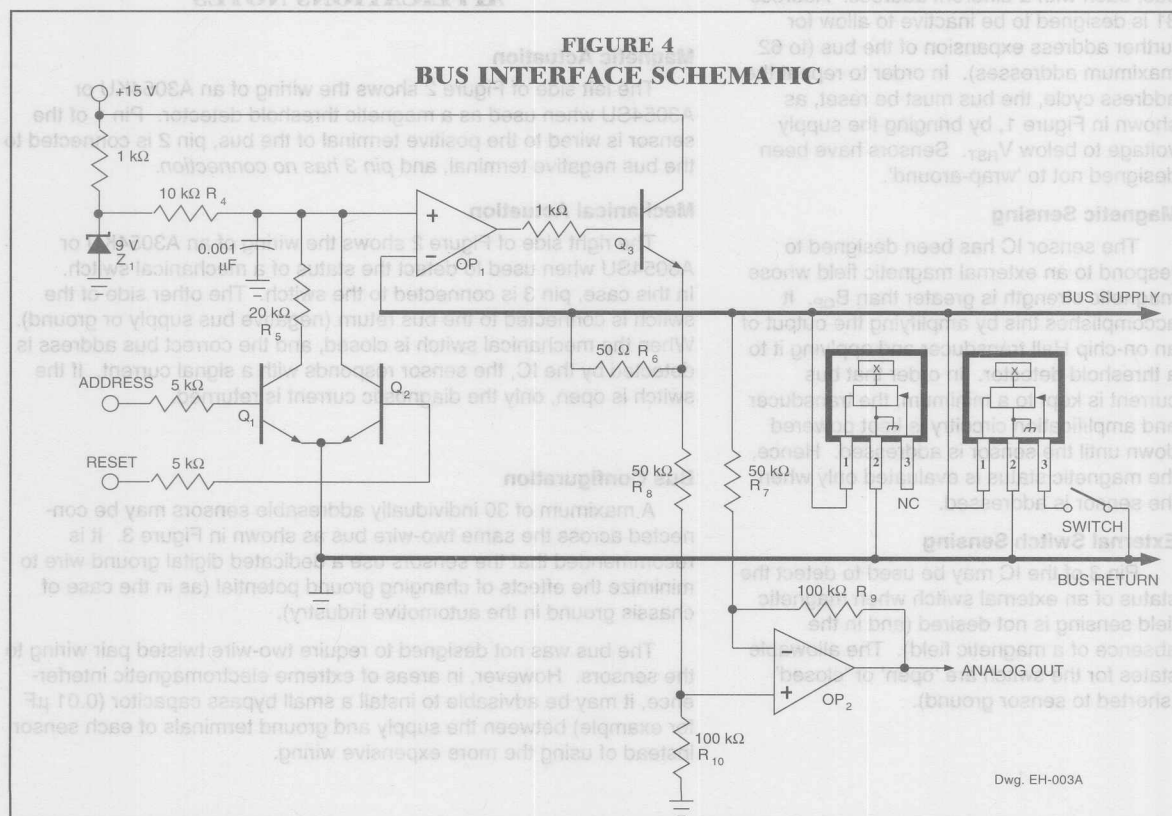 FIGURE 4
BUS INTERFACE SCHEMATIC
+15 V
1 kΩ
10 kΩ R4
9 V
Z1
0.001
µF
20 kΩ
R5
+
−
OP1
1 kΩ
Q3
BUS SUPPLY
50 Ω R6
ADDRESS
5 kΩ
Q1
Q2
RESET
5 kΩ
50 kΩ
R8
50 kΩ
R7
X
1 2 3
NC
X
1 2 3
SWITCH
BUS RETURN
100 kΩ R9
−
+
OP2
ANALOG OUT
100 kΩ
R10
Dwg. EH-003A